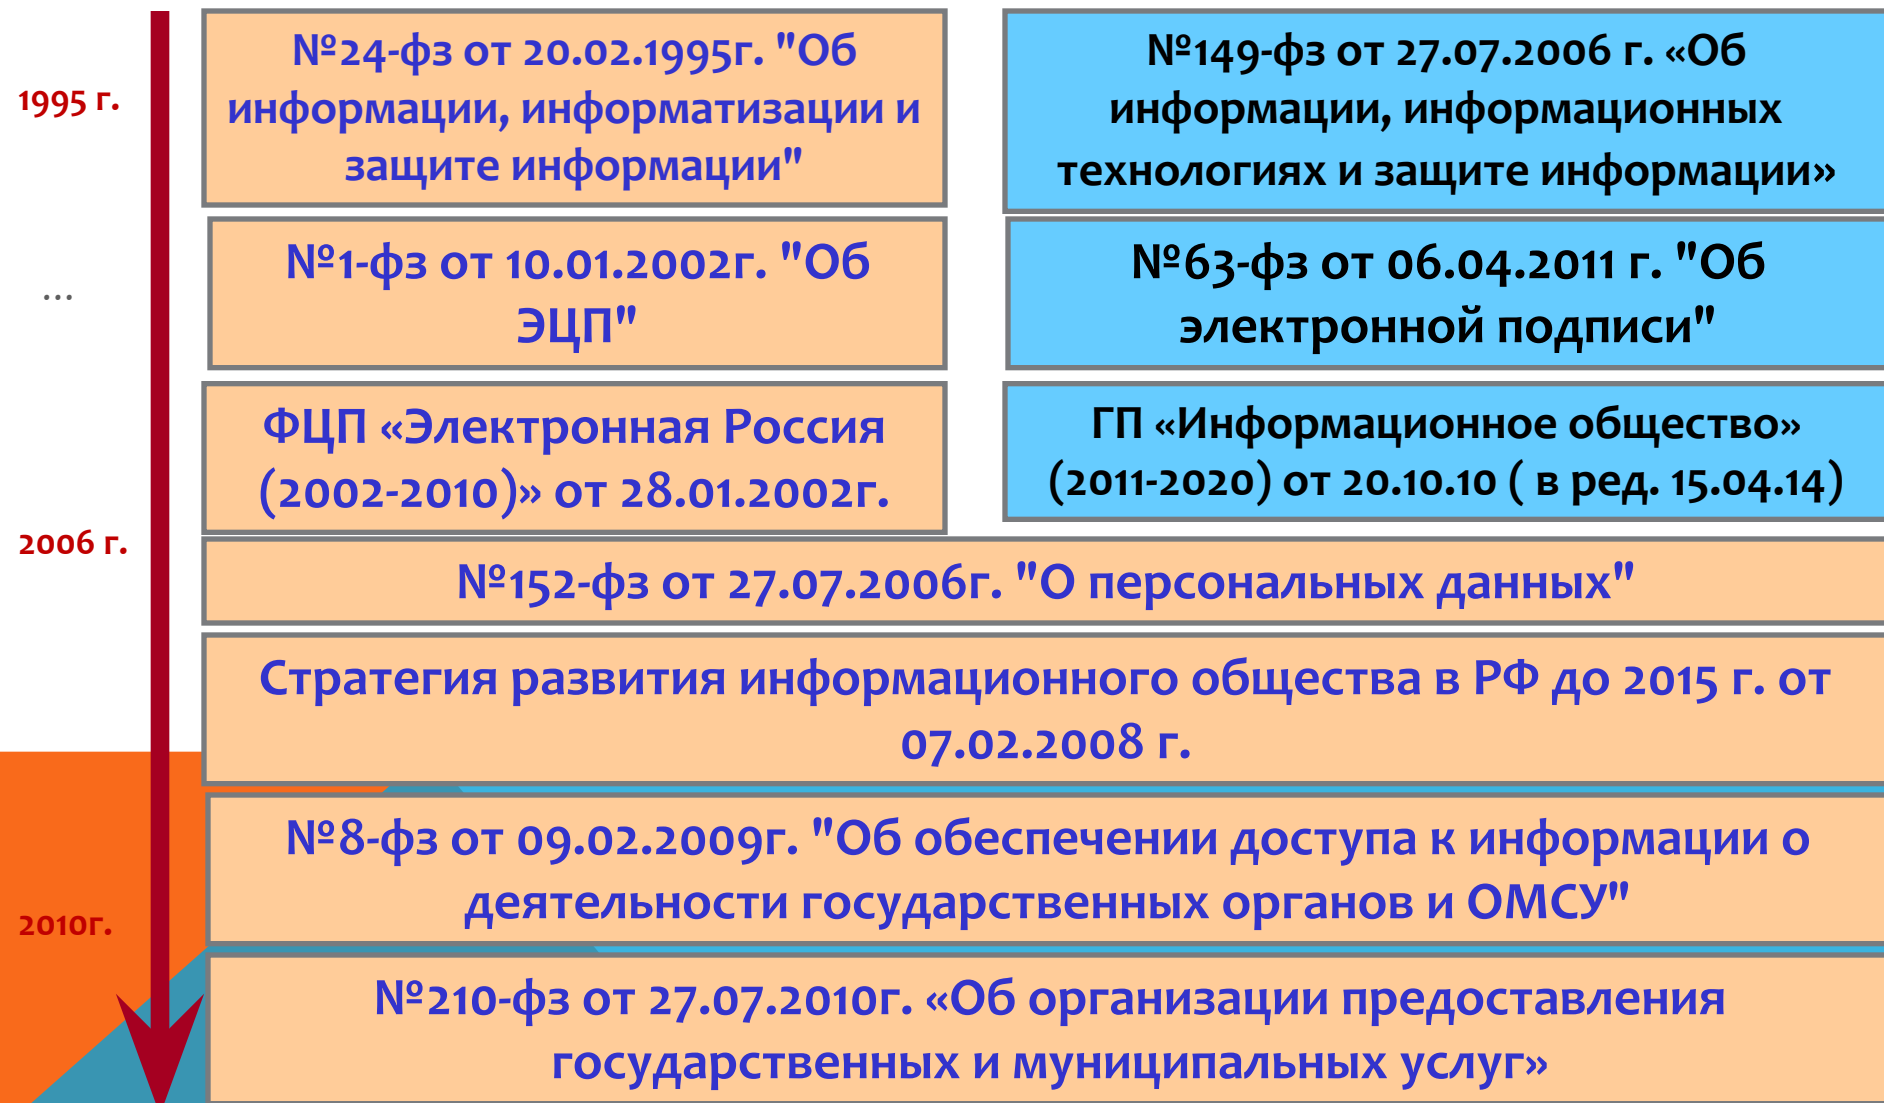 1995 г.
№24-фз от 20.02.1995г. "Об
информации, информатизации и
защите информации"
№149-фз от 27.07.2006 г. «Об
информации, информационных
технологиях и защите информации»
...
№1-фз от 10.01.2002г. "Об
ЭЦП"
№63-фз от 06.04.2011 г. "Об
электронной подписи"
ФЦП «Электронная Россия
(2002-2010)» от 28.01.2002г.
ГП «Информационное общество»
(2011-2020) от 20.10.10 ( в ред. 15.04.14)
2006 г.
№152-фз от 27.07.2006г. "О персональных данных"
Стратегия развития информационного общества в РФ до 2015 г. от
07.02.2008 г.
№8-фз от 09.02.2009г. "Об обеспечении доступа к информации о
деятельности государственных органов и ОМСУ"
2010г.
№210-фз от 27.07.2010г. «Об организации предоставления
государственных и муниципальных услуг»